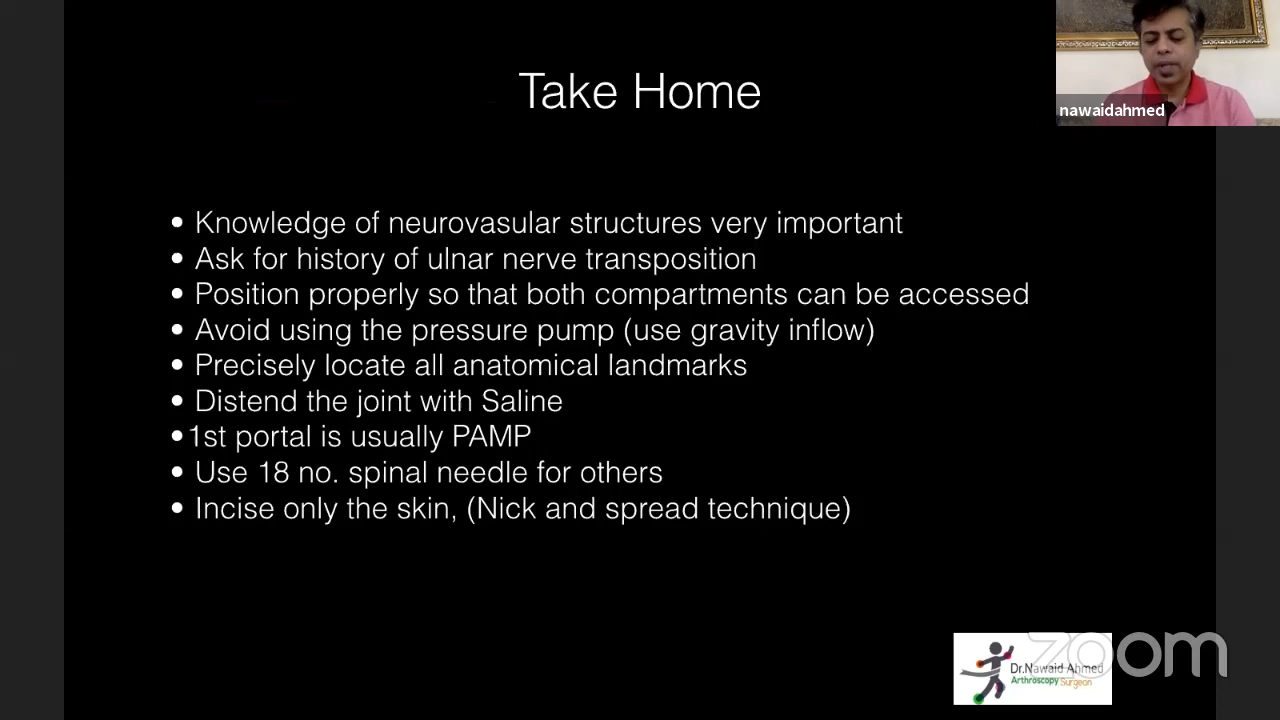 Take Home
nawaidahmed
• Knowledge of neurovascular structures very important
• Ask for history of ulnar nerve transposition
• Position properly so that both compartments can be accessed
• Avoid using the pressure pump (use gravity inflow)
• Precisely locate all anatomical landmarks
• Distend the joint with Saline
•1st portal is usually PAMP
• Use 18 no. spinal needle for others
• Incise only the skin, (Nick and spread technique)
zoom
Dr.Nawaid Ahmed
Arthroscopy Surgeon